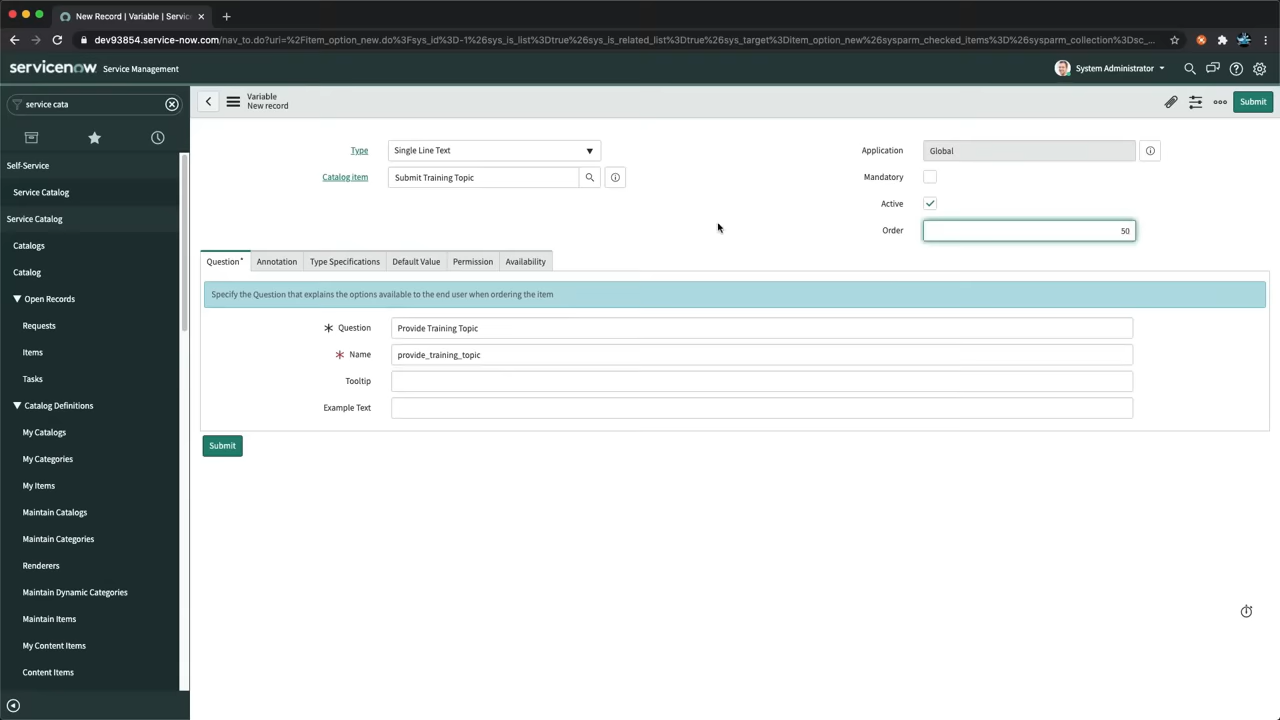 New Record | Variable | Servic
dev93854.service-now.com/nav_to.do?uri=%2Fitem_option_new.do%3Fsys_id%3D-1%26sys_is_list%3Dtrue%26sys_is_related_list%3Dtrue%26sys_target%3Ditem_option_new%26sysparm_checked_items%3D%26sysparm_collection%3Dsc_...
servicenow Service Management
System Administrator
service cata
Variable
New record
Submit
Self-Service
Service Catalog
Service Catalog
Catalogs
Catalog
Open Records
Requests
Items
Tasks
Catalog Definitions
My Catalogs
My Categories
My Items
Maintain Catalogs
Maintain Categories
Renderers
Maintain Dynamic Categories
Maintain Items
My Content Items
Content Items
Type Single Line Text
Application Global
Catalog item Submit Training Topic
Mandatory
Active
Order 50
Question* Annotation Type Specifications Default Value Permission Availability
Specify the Question that explains the options available to the end user when ordering the item
Question Provide Training Topic
Name provide_training_topic
Tooltip
Example Text
Submit